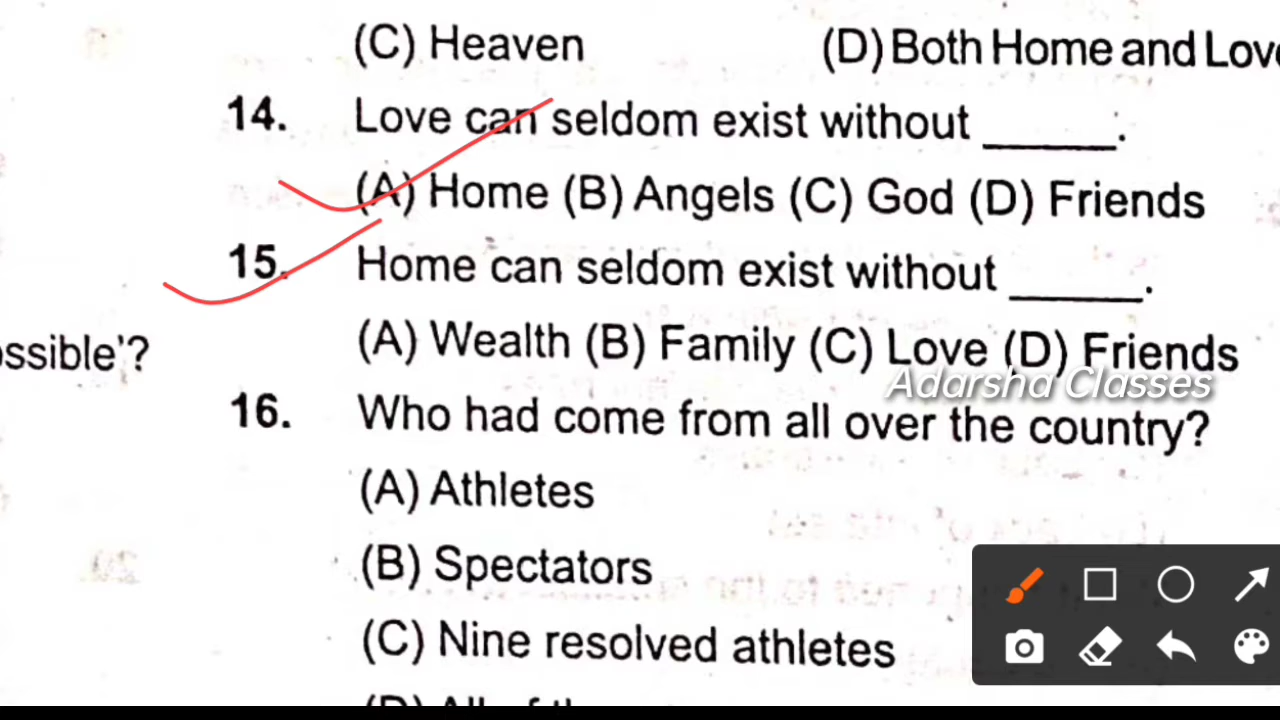 (C) Heaven (D) Both Home and Love
14. Love can seldom exist without ______.
(A) Home (B) Angels (C) God (D) Friends
15. Home can seldom exist without ______.
ossible'?
(A) Wealth (B) Family (C) Love (D) Friends
Adarsha Classes
16. Who had come from all over the country?
(A) Athletes
(B) Spectators
(C) Nine resolved athletes